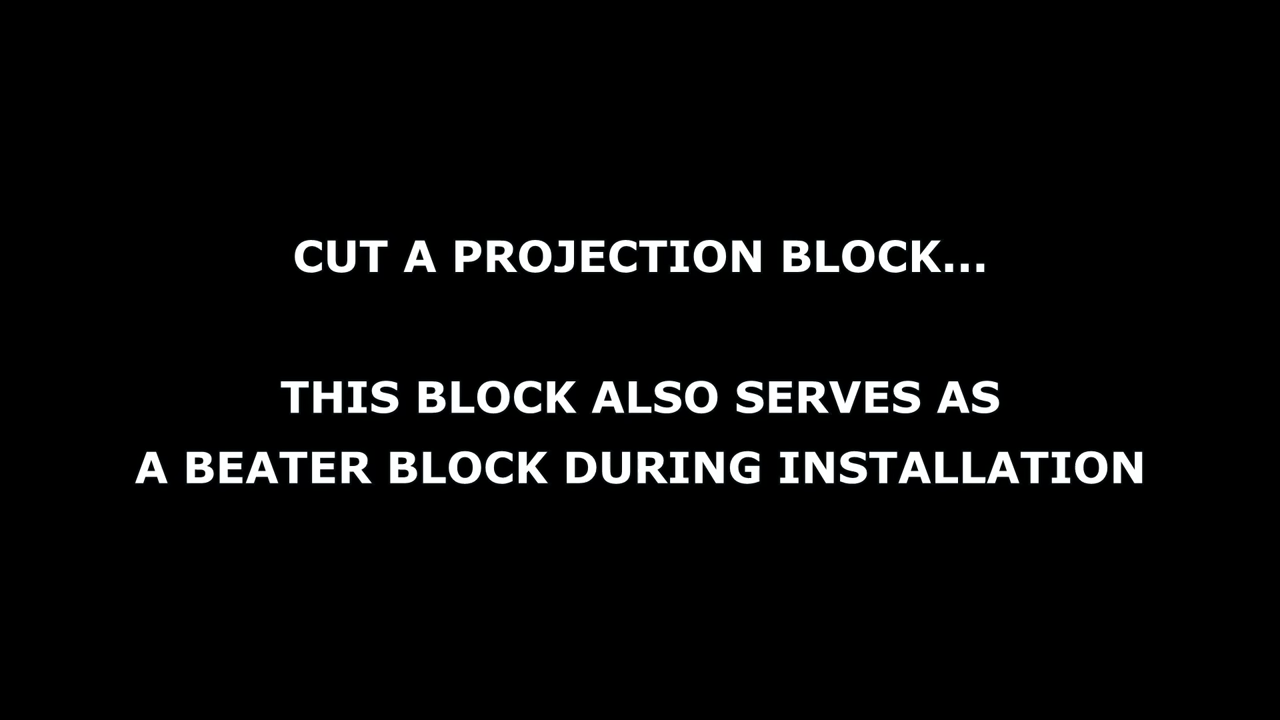 CUT A PROJECTION BLOCK...
THIS BLOCK ALSO SERVES AS
A BEATER BLOCK DURING INSTALLATION